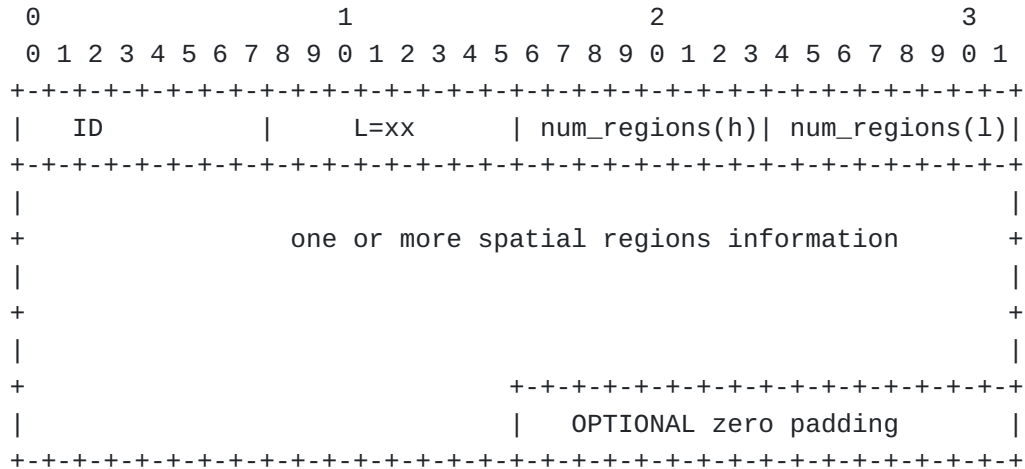 0                   1                   2                   3
 0 1 2 3 4 5 6 7 8 9 0 1 2 3 4 5 6 7 8 9 0 1 2 3 4 5 6 7 8 9 0 1
+-+-+-+-+-+-+-+-+-+-+-+-+-+-+-+-+-+-+-+-+-+-+-+-+-+-+-+-+-+-+-+-+
|   ID          |     L=xx      | num_regions(h)| num_regions(l)|
+-+-+-+-+-+-+-+-+-+-+-+-+-+-+-+-+-+-+-+-+-+-+-+-+-+-+-+-+-+-+-+-+
|                                                               |
+                 one or more spatial regions information       +
|                                                               |
+                                                               +
|                                                               |
+                               +-+-+-+-+-+-+-+-+-+-+-+-+-+-+-+-+
|                               |   OPTIONAL zero padding       |
+-+-+-+-+-+-+-+-+-+-+-+-+-+-+-+-+-+-+-+-+-+-+-+-+-+-+-+-+-+-+-+-+